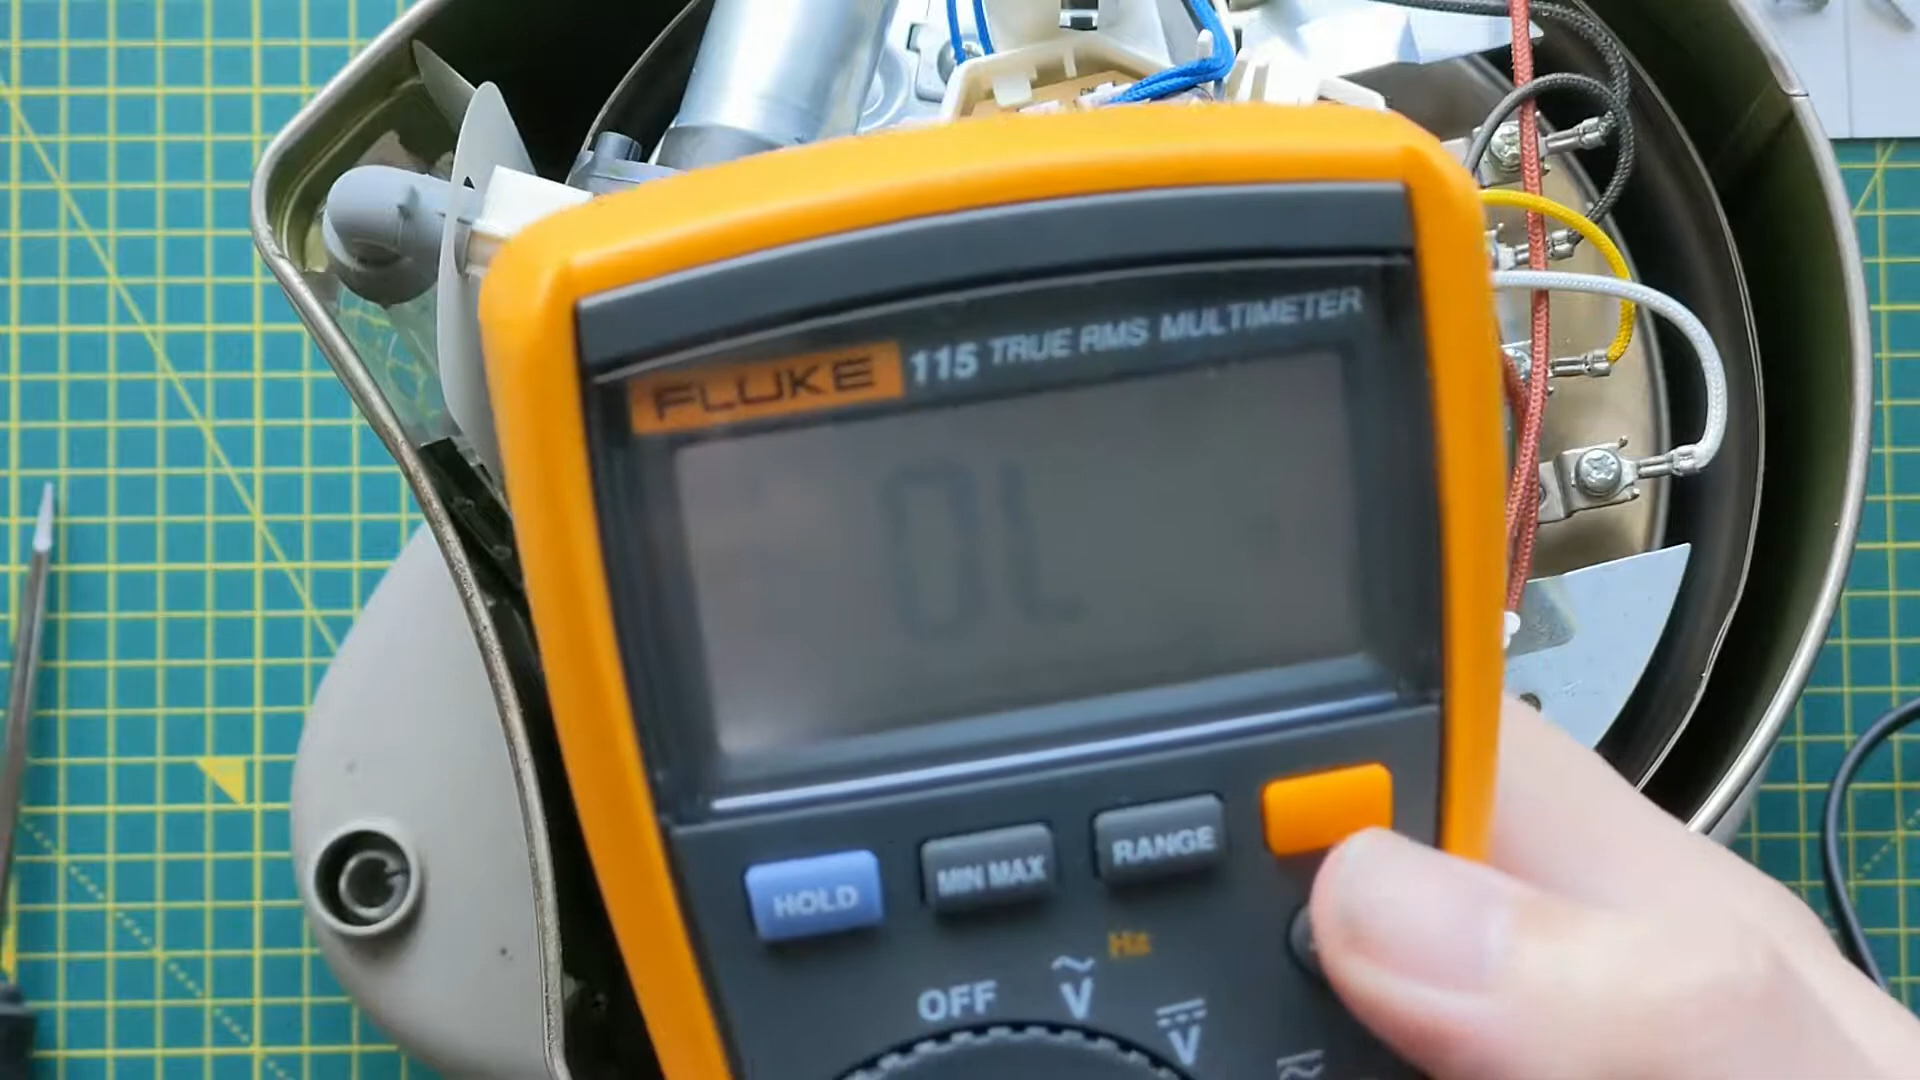 FLUKE 115 TRUE RMS MULTIMETER
OL
HOLD MIN MAX RANGE
Hz
OFF V V